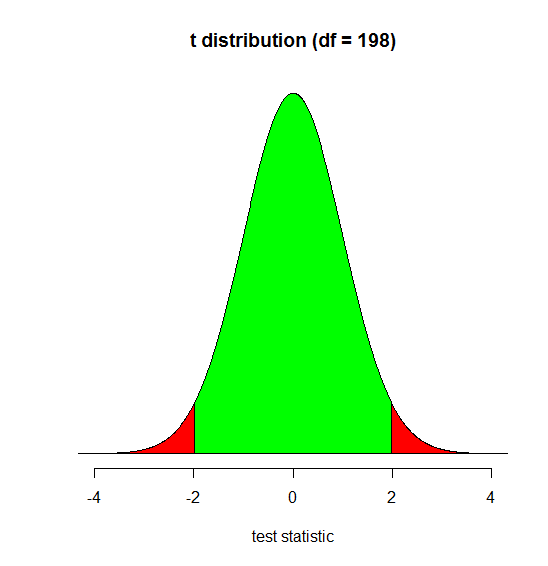 t distribution (df = 198)
-4 -2 0 2 4
test statistic